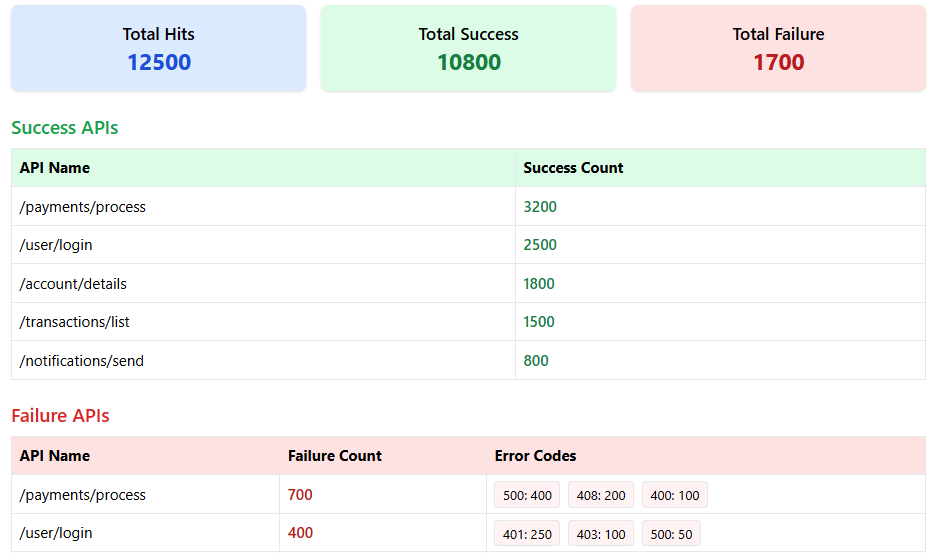 Total Hits
12500
Total Success
10800
Total Failure
1700
Success APIs
API Name Success Count
/payments/process 3200
/user/login 2500
/account/details 1800
/transactions/list 1500
/notifications/send 800
Failure APIs
API Name Failure Count Error Codes
/payments/process 700 500: 400 408: 200 400: 100
/user/login 400 401: 250 403: 100 500: 50